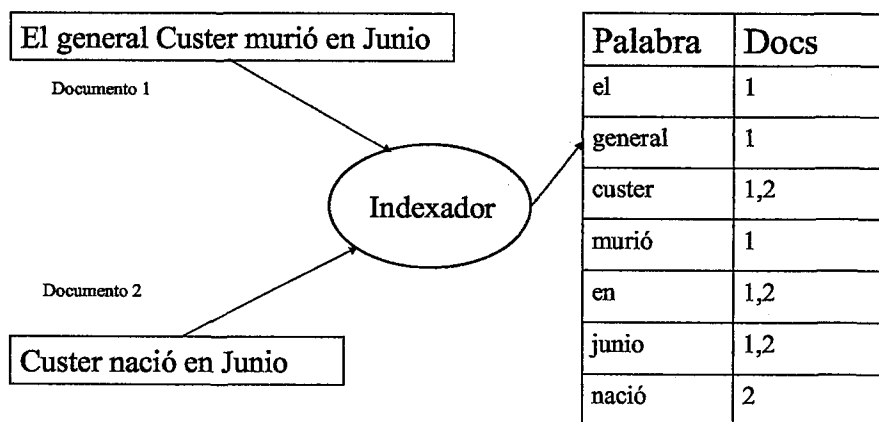 El general Custer murió en Junio
Documento 1
Indexador
Documento 2
Custer nació en Junio
Palabra Docs
el 1
general 1
custer 1,2
murió 1
en 1,2
junio 1,2
nació 2